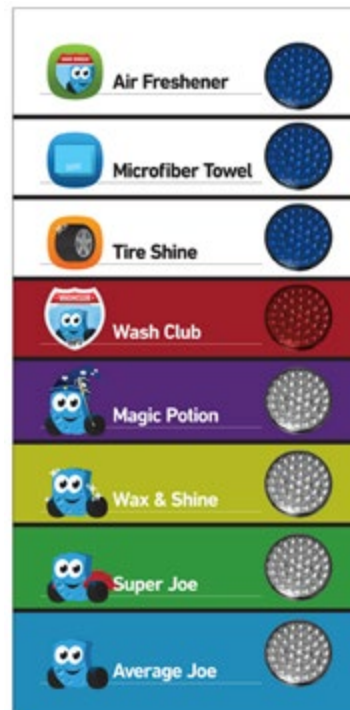 Air Freshener
Microfiber Towel
Tire Shine
Wash Club
Magic Potion
Wax & Shine
Super Joe
Average Joe